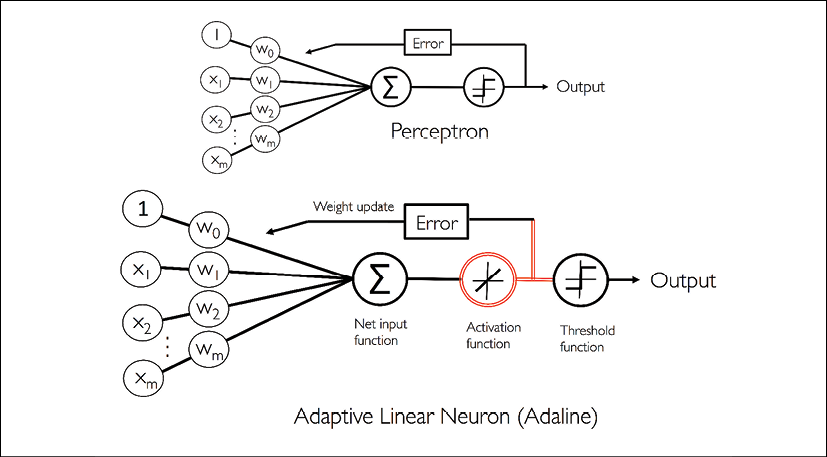 1
w0
Error
x1
w1
Σ
Output
x2
w2
Perceptron
wm
xm
1
Weight update
Error
w0
x1
w1
Σ
Output
x2
w2
Net input
function
Activation
function
Threshold
function
wm
xm
Adaptive Linear Neuron (Adaline)